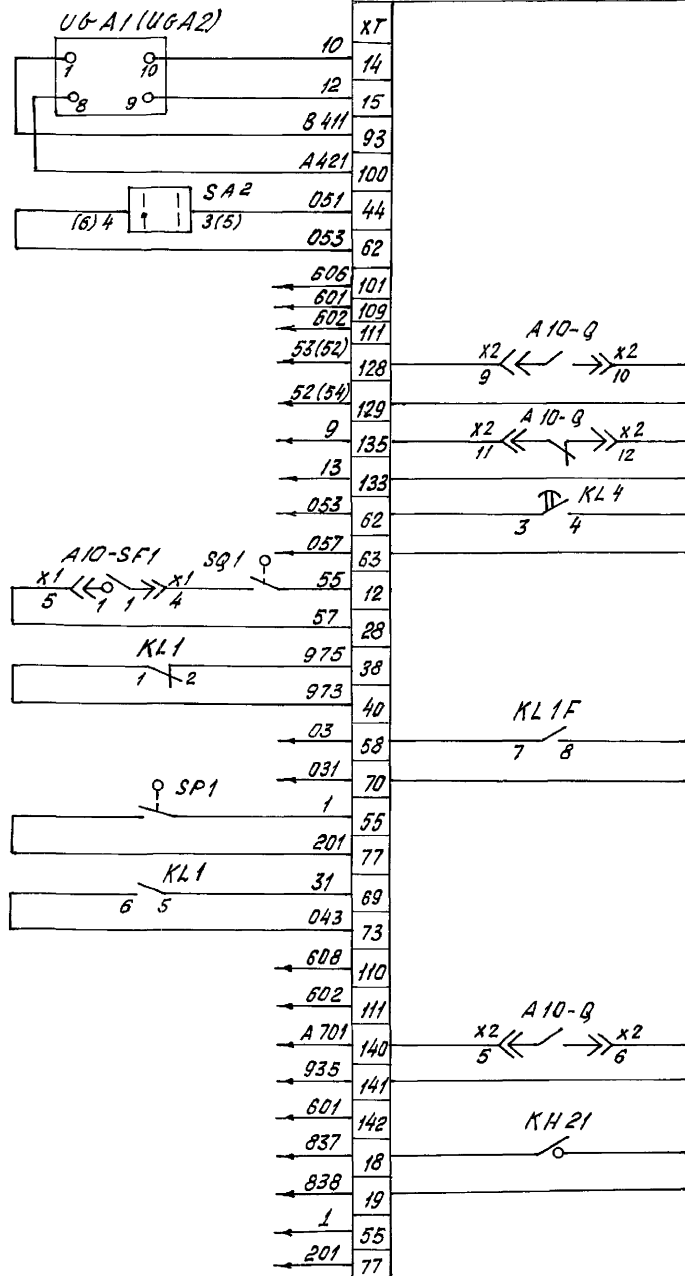 UGA1(UGA2)
XT
1 10 10 14
8 9 12 15
B411 93
A421 100
SA2
(6)4 3(5) 051 44
053 62
606 101
601 109
602 111
A10-Q
53(52) 128 X2 X2
9 10
52(54) 129
A10-Q
9 135 X2 X2
11 12
13 133
KL4
053 62 3 4
057 63
A10-SF1 SQ1
X1 X1 55 12
5 1 1 4
57 28
KL1
1 2 975 38
973 40
KL1F
03 58 7 8
031 70
SP1
1 55
201 77
KL1
6 5 31 69
043 73
608 110
602 111
A10-Q
A701 140 X2 X2
5 6
935 141
601 142
KH21
837 18
838 19
1 55
201 77